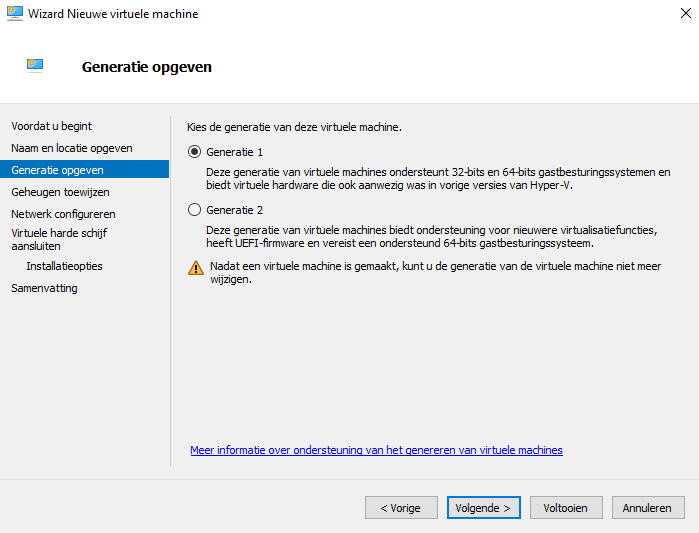 Wizard Nieuwe virtuele machine
Generatie opgeven
Voordat u begint
Naam en locatie opgeven
Generatie opgeven
Geheugen toewijzen
Netwerk configureren
Virtuele harde schijf
aansluiten
Installatieopties
Samenvatting
Kies de generatie van deze virtuele machine.
Generatie 1
Deze generatie van virtuele machines ondersteunt 32-bits en 64-bits gastbesturingssystemen en
biedt virtuele hardware die ook aanwezig was in vorige versies van Hyper-V.
Generatie 2
Deze generatie van virtuele machines biedt ondersteuning voor nieuwere virtualisatiefuncties,
heeft UEFI-firmware en vereist een ondersteund 64-bits gastbesturingssysteem.
Nadat een virtuele machine is gemaakt, kunt u de generatie van de virtuele machine niet meer
wijzigen.
Meer informatie over ondersteuning van het genereren van virtuele machines
< Vorige
Volgende >
Voltooien
Annuleren